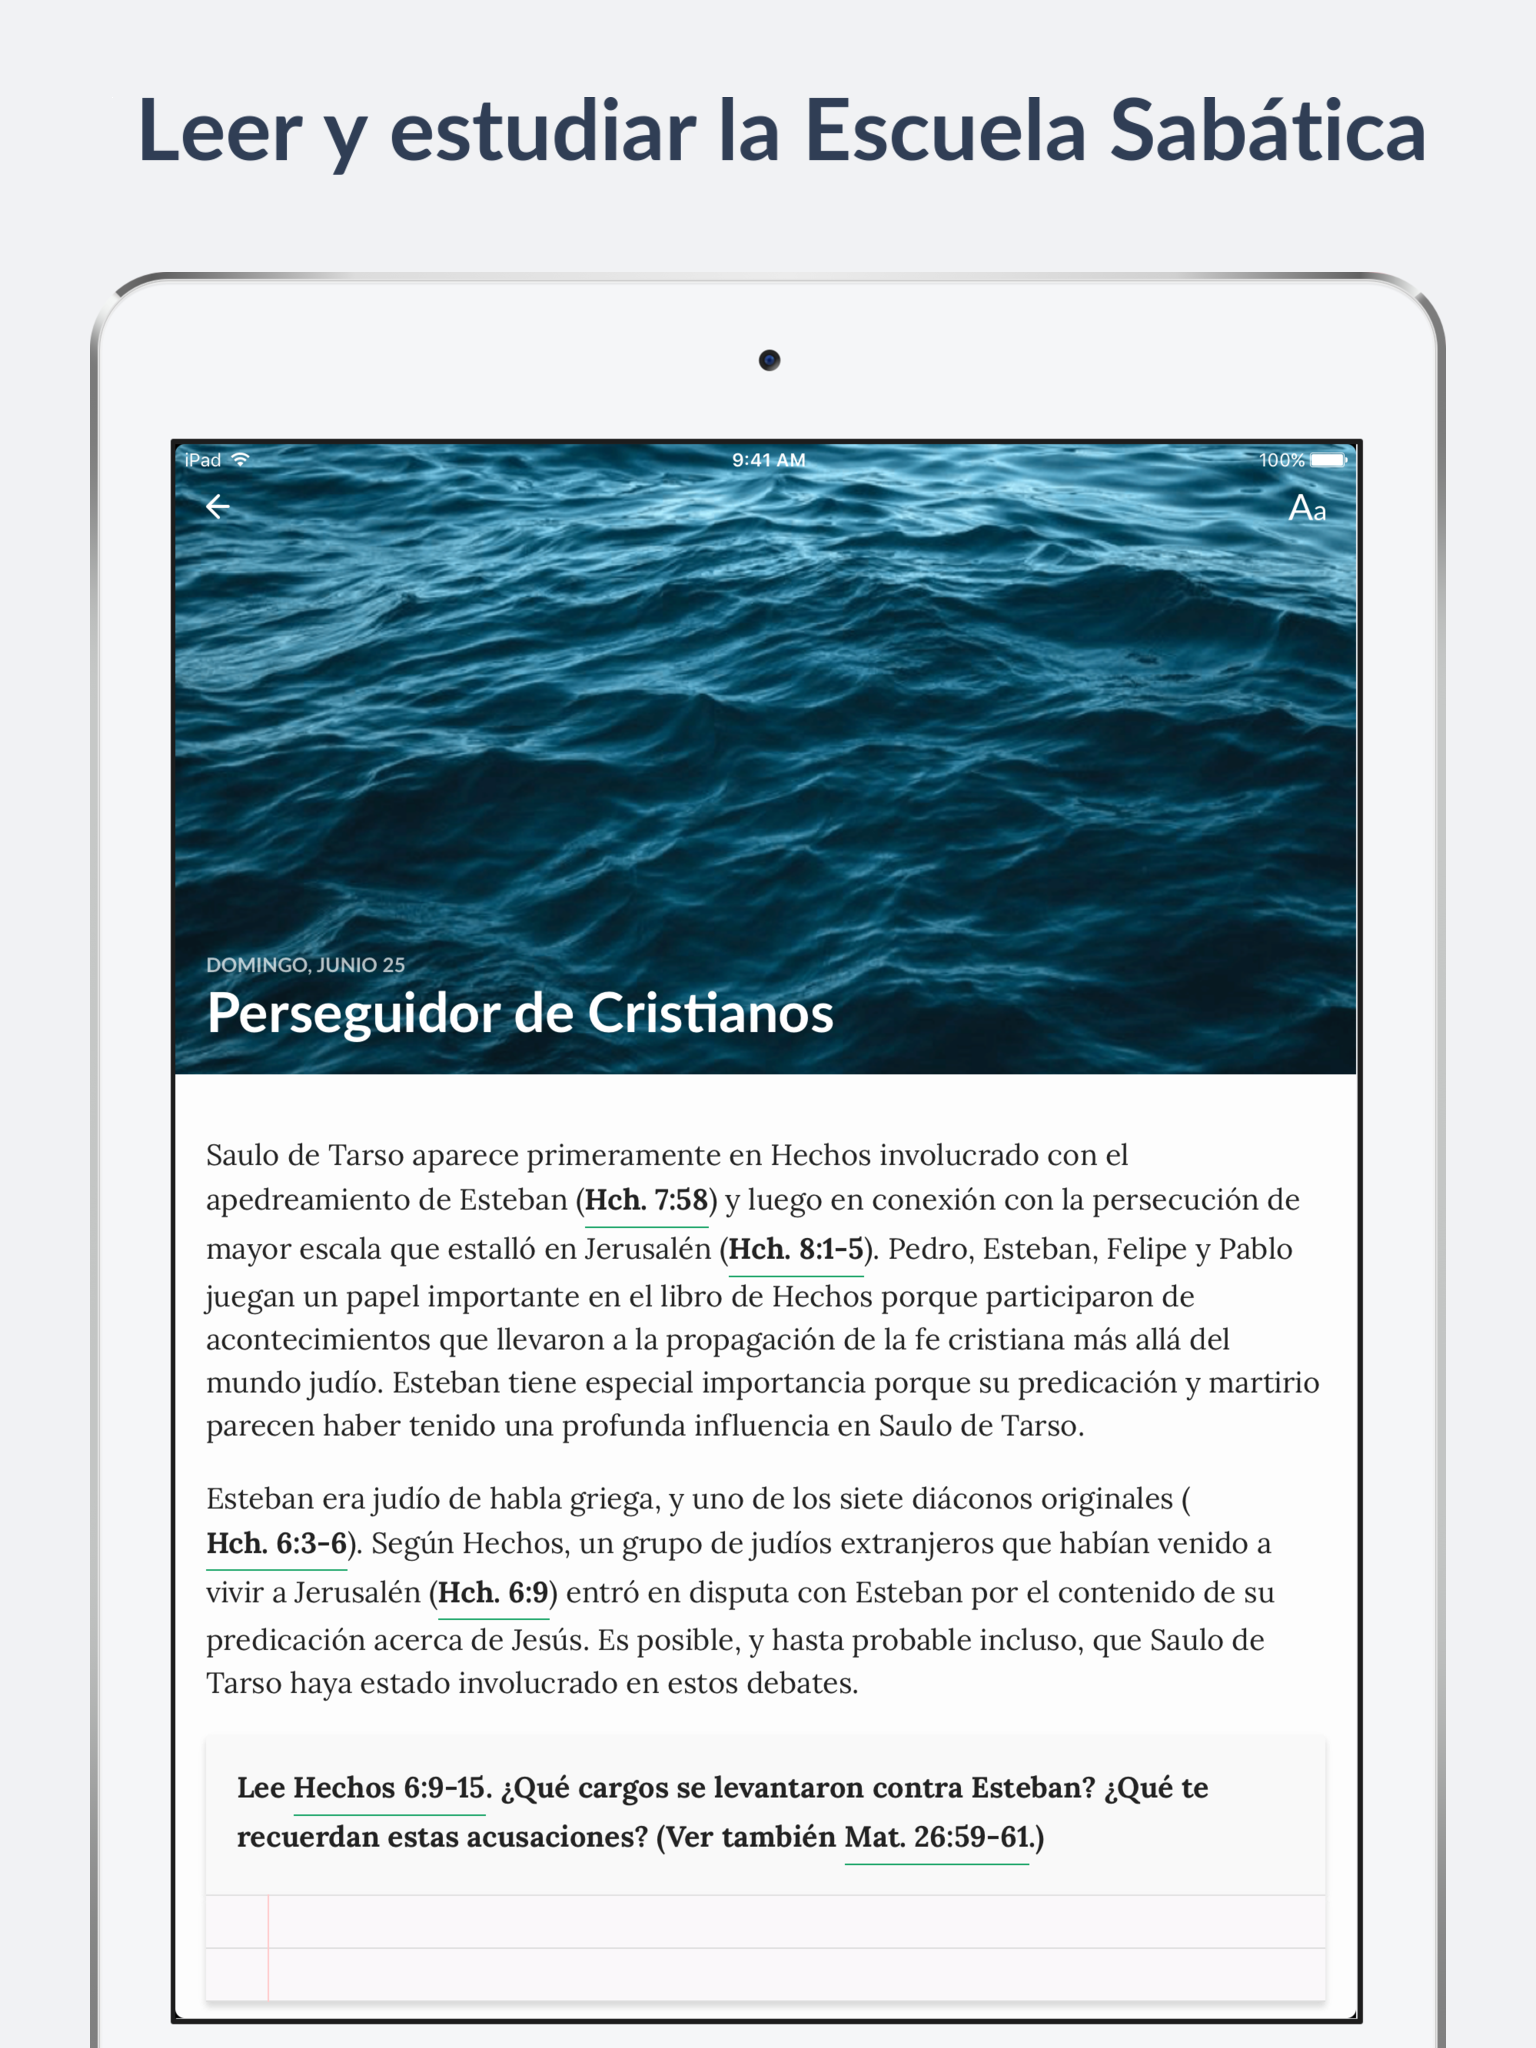 Leer y estudiar la Escuela Sabática
iPad
9:41 AM
100%
Aa
DOMINGO, JUNIO 25
Perseguidor de Cristianos
Saulo de Tarso aparece primeramente en Hechos involucrado con el
apedreamiento de Esteban (Hch. 7:58) y luego en conexión con la persecución de
mayor escala que estalló en Jerusalén (Hch. 8:1-5). Pedro, Esteban, Felipe y Pablo
juegan un papel importante en el libro de Hechos porque participaron de
acontecimientos que llevaron a la propagación de la fe cristiana más allá del
mundo judío. Esteban tiene especial importancia porque su predicación y martirio
parecen haber tenido una profunda influencia en Saulo de Tarso.
Esteban era judío de habla griega, y uno de los siete diáconos originales (
Hch. 6:3-6). Según Hechos, un grupo de judíos extranjeros que habían venido a
vivir a Jerusalén (Hch. 6:9) entró en disputa con Esteban por el contenido de su
predicación acerca de Jesús. Es posible, y hasta probable incluso, que Saulo de
Tarso haya estado involucrado en estos debates.
Lee Hechos 6:9-15. ¿Qué cargos se levantaron contra Esteban? ¿Qué te
recuerdan estas acusaciones? (Ver también Mat. 26:59-61.)